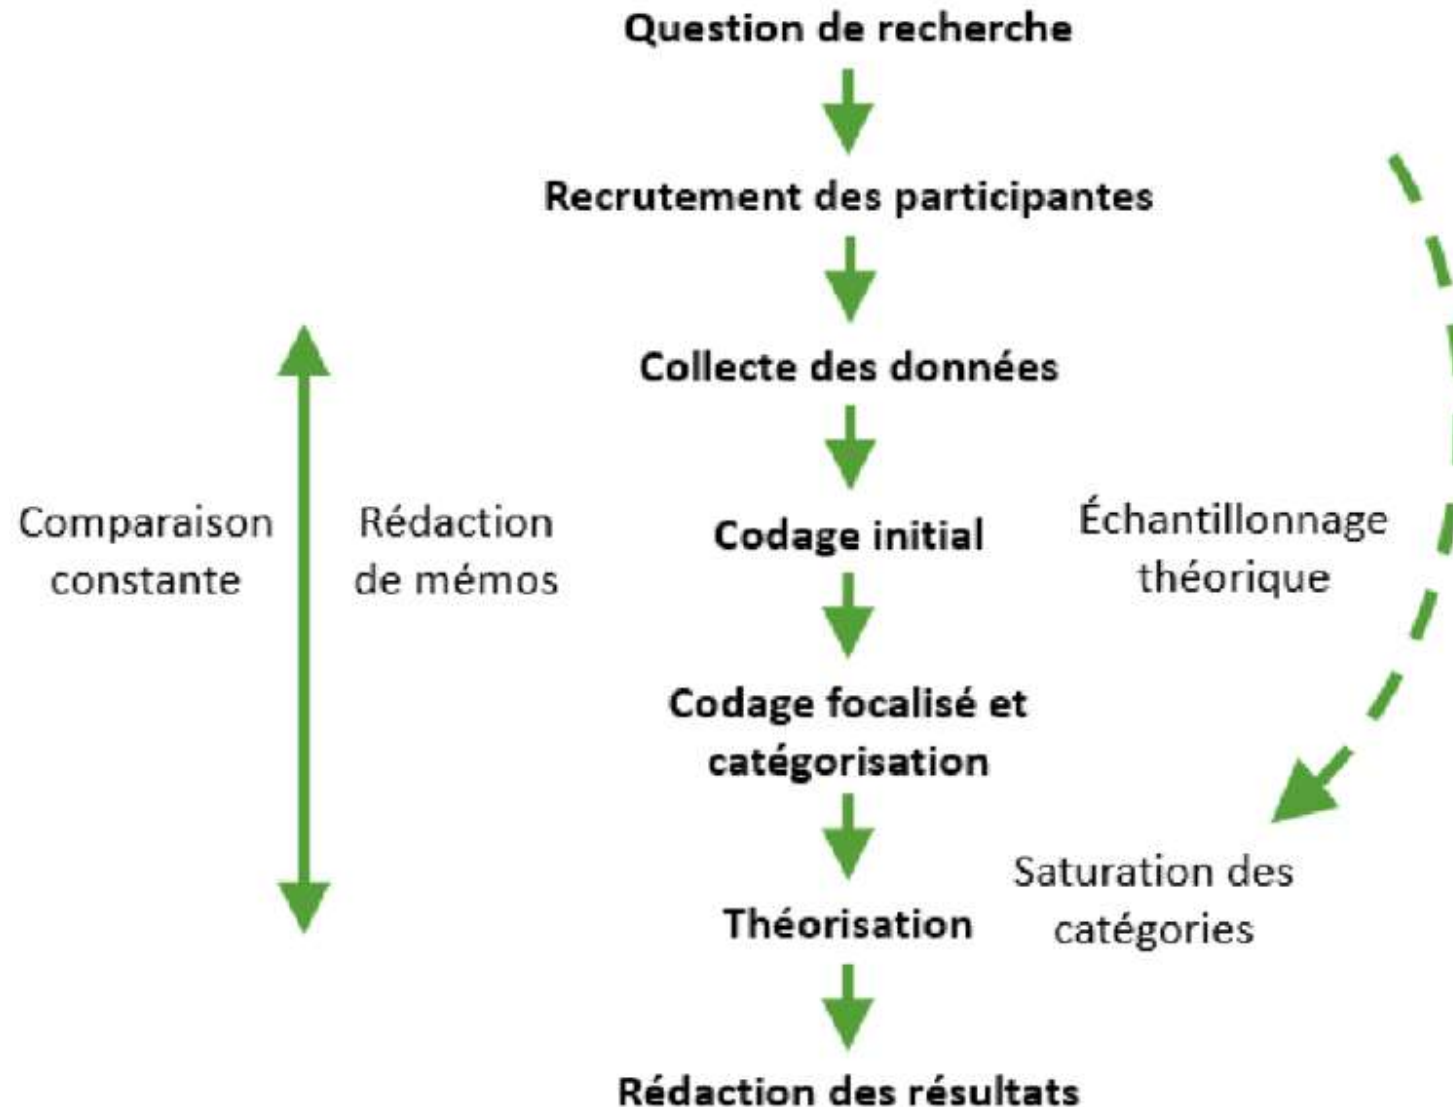 Question de recherche
Recrutement des participantes
Collecte des données
Comparaison
constante
Rédaction
de mémos
Codage initial
Échantillonnage
théorique
Codage focalisé et
catégorisation
Saturation des
catégories
Théorisation
Rédaction des résultats